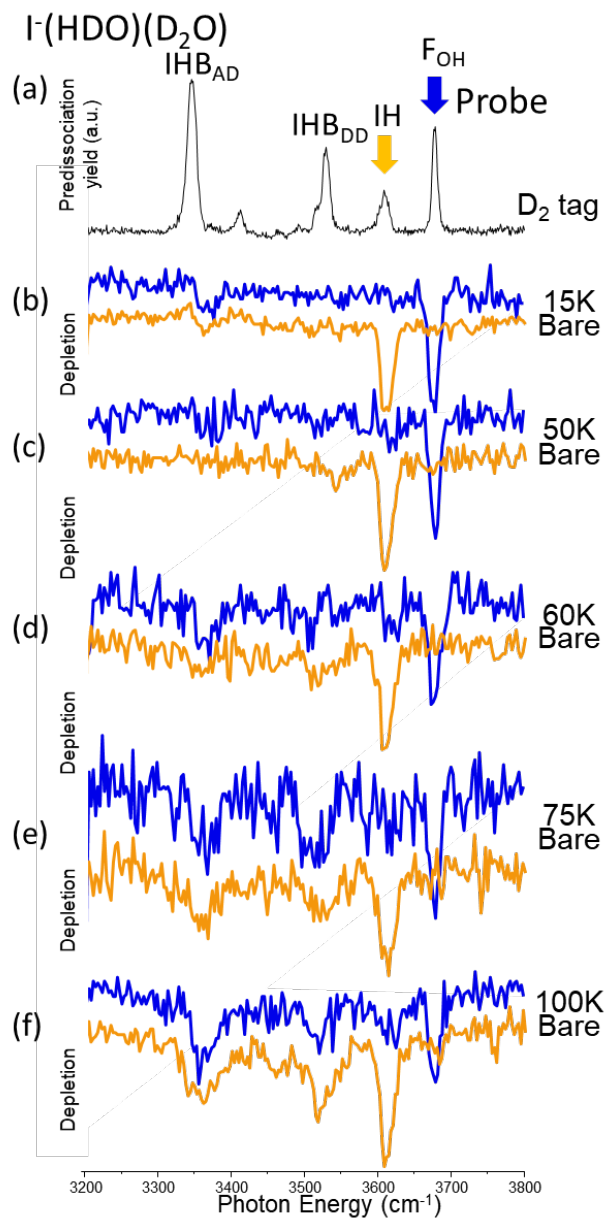 I⁻(HDO)(D₂O)
(a)
Predissociation
yield (a.u.)
IHB_AD
IHB_DD
IH
F_OH
Probe
D₂ tag
(b)
Depletion
15K
Bare
(c)
Depletion
50K
Bare
(d)
Depletion
60K
Bare
(e)
Depletion
75K
Bare
(f)
Depletion
100K
Bare
3200 3300 3400 3500 3600 3700 3800
Photon Energy (cm⁻¹)